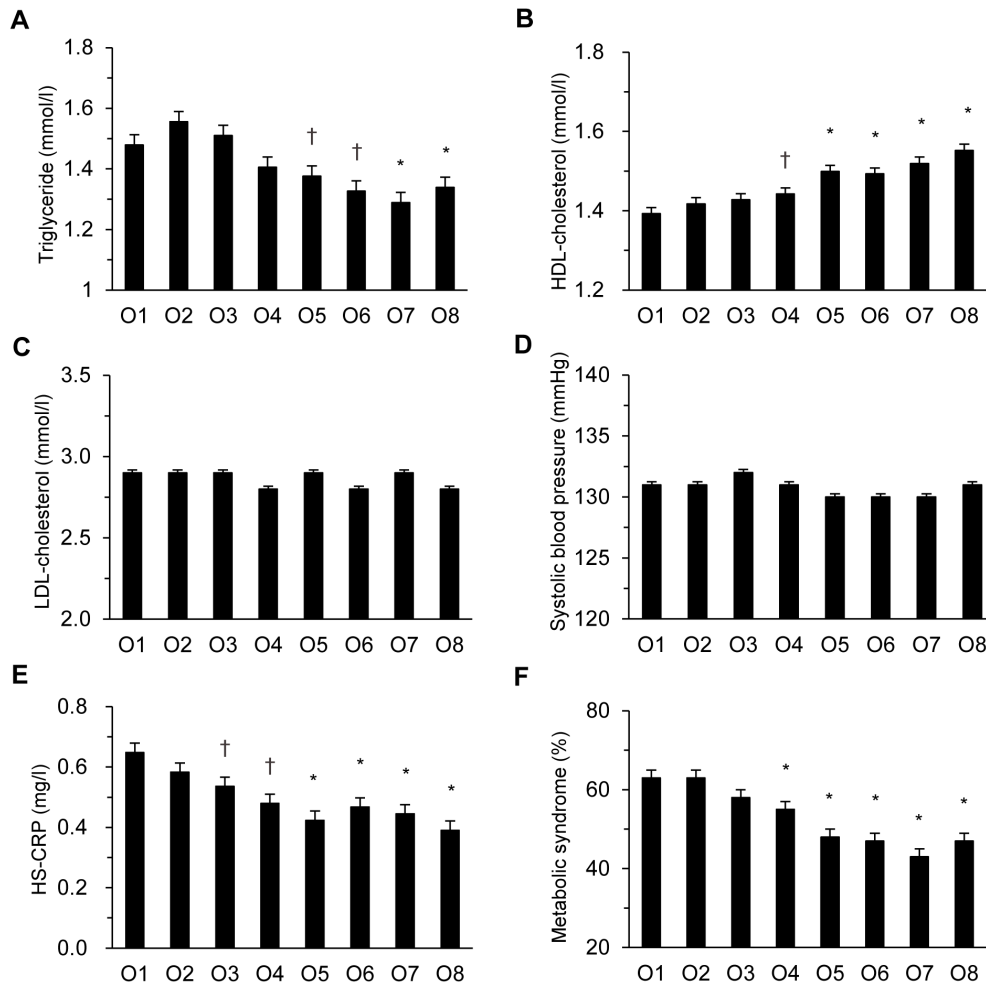 A
Triglyceride (mmol/l)
1.8
1.6
1.4
1.2
1
† † * *
O1 O2 O3 O4 O5 O6 O7 O8
B
HDL-cholesterol (mmol/l)
1.8
1.6
1.4
1.2
† * * * *
O1 O2 O3 O4 O5 O6 O7 O8
C
LDL-cholesterol (mmol/l)
3.5
3.0
2.5
2.0
O1 O2 O3 O4 O5 O6 O7 O8
D
Systolic blood pressure (mmHg)
140
135
130
125
120
O1 O2 O3 O4 O5 O6 O7 O8
E
HS-CRP (mg/l)
0.8
0.6
0.4
0.2
0.0
† † * * * *
O1 O2 O3 O4 O5 O6 O7 O8
F
Metabolic syndrome (%)
80
60
40
20
* * * * *
O1 O2 O3 O4 O5 O6 O7 O8